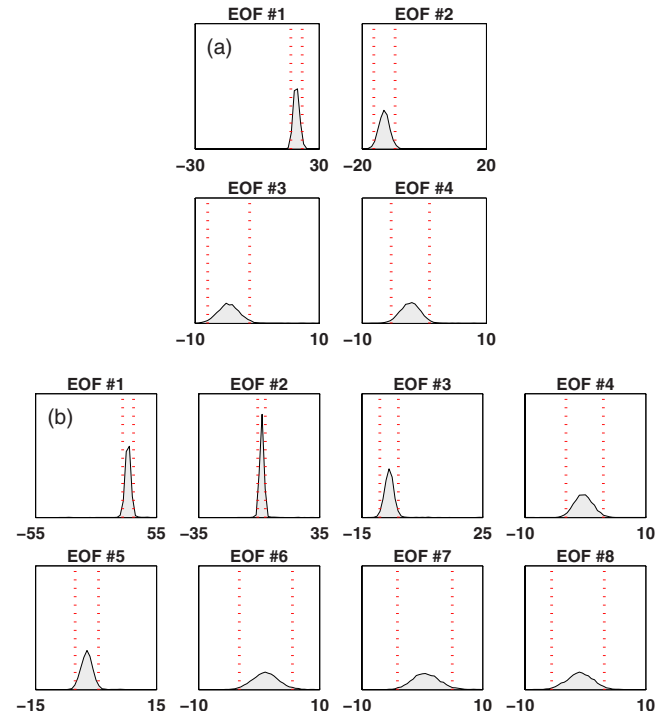 EOF #1 EOF #2
(a)
−30 30 −20 20
EOF #3 EOF #4
−10 10 −10 10
EOF #1 EOF #2 EOF #3 EOF #4
(b)
−55 55 −35 35 −15 25 −10 10
EOF #5 EOF #6 EOF #7 EOF #8
−15 15 −10 10 −10 10 −10 10